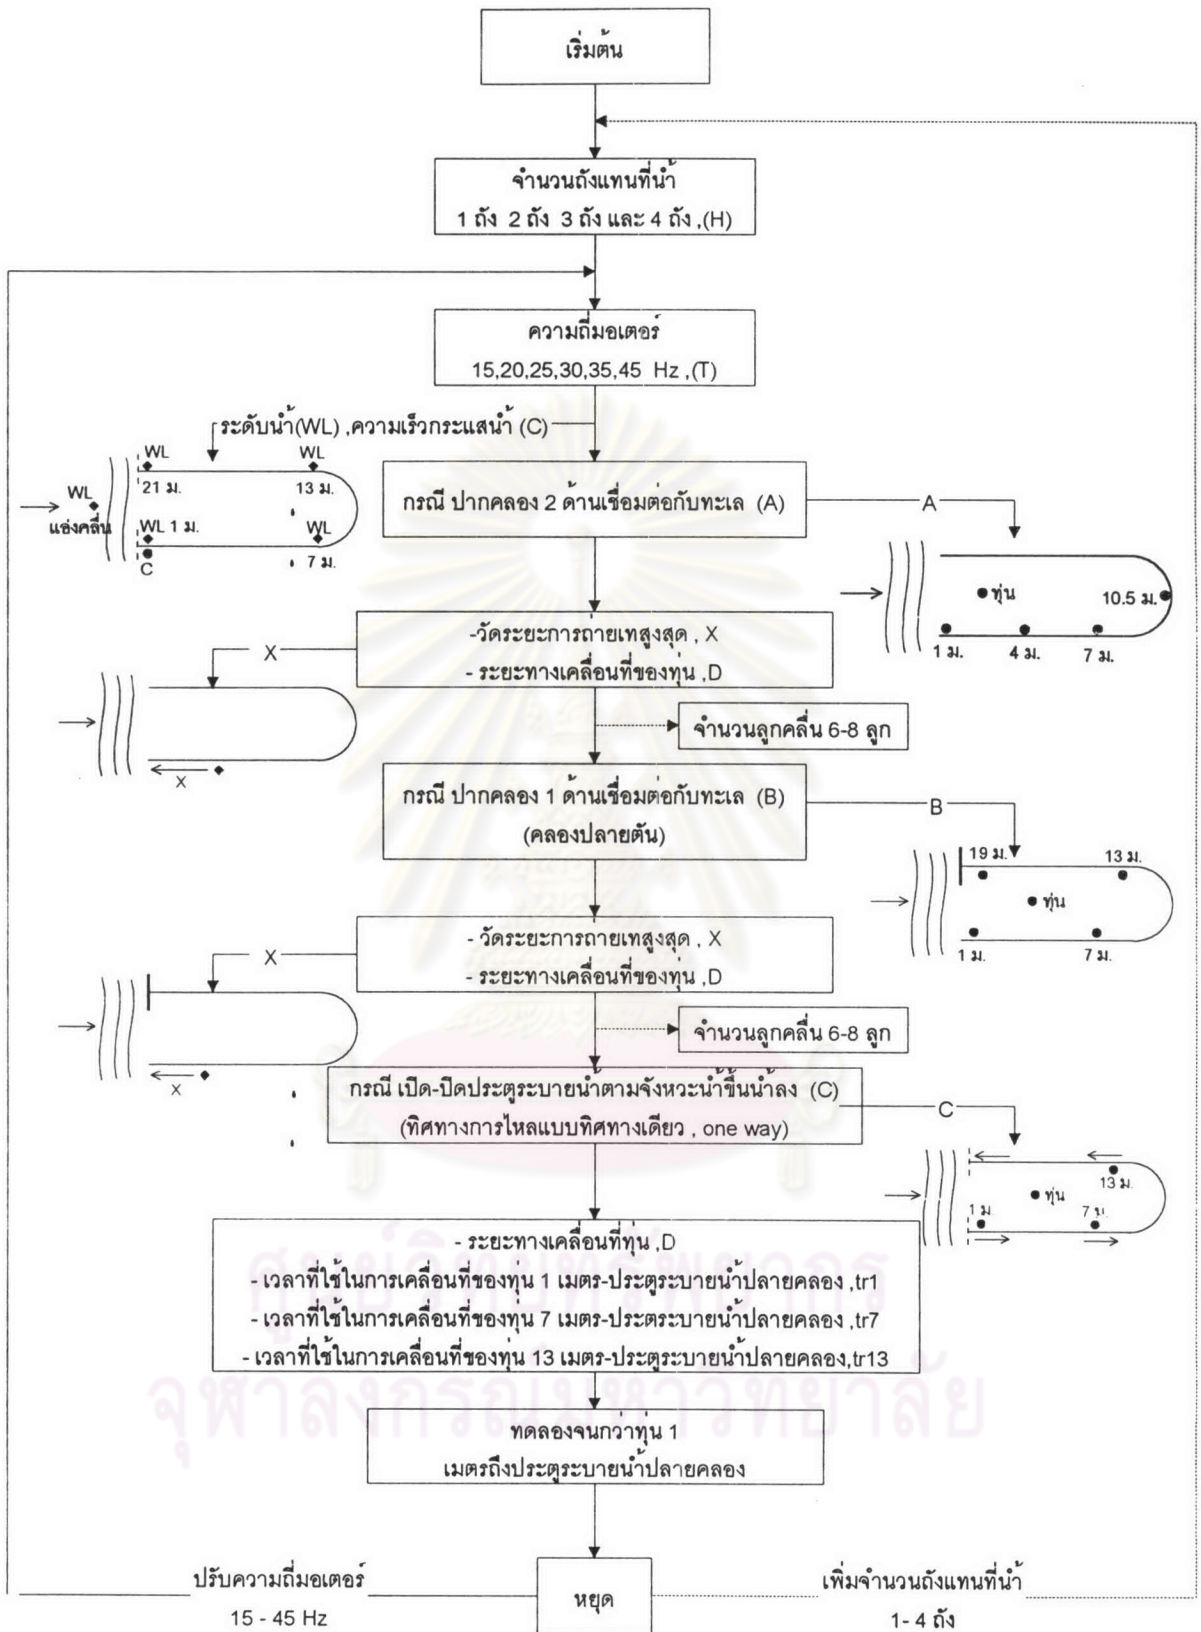 เริ่มต้น
จำนวนถังแทนที่น้ำ
1 ถัง 2 ถัง 3 ถัง และ 4 ถัง ,(H)
ความถี่มอเตอร์
15,20,25,30,35,45 Hz ,(T)
ระดับน้ำ(WL) ,ความเร็วกระแสน้ำ (C)
WL
WL
21 ม.
13 ม.
WL
แอ่งคลื่น
WL 1 ม.
WL
C
7 ม.
กรณี ปากคลอง 2 ด้านเชื่อมต่อกับทะเล (A)
A
ทุ่น
10.5 ม.
1 ม.
4 ม.
7 ม.
-วัดระยะการถ่ายเทสูงสุด , X
- ระยะทางเคลื่อนที่ของทุ่น ,D
X
X
จำนวนลูกคลื่น 6-8 ลูก
กรณี ปากคลอง 1 ด้านเชื่อมต่อกับทะเล (B)
(คลองปลายตัน)
B
19 ม.
13 ม.
ทุ่น
1 ม.
7 ม.
- วัดระยะการถ่ายเทสูงสุด , X
- ระยะทางเคลื่อนที่ของทุ่น ,D
X
X
จำนวนลูกคลื่น 6-8 ลูก
กรณี เปิด-ปิดประตูระบายน้ำตามจังหวะน้ำขึ้นน้ำลง (C)
(ทิศทางการไหลแบบทิศทางเดียว , one way)
C
13 ม.
ทุ่น
1 ม
7 ม.
- ระยะทางเคลื่อนที่ทุ่น ,D
- เวลาที่ใช้ในการเคลื่อนที่ของทุ่น 1 เมตร-ประตูระบายน้ำปลายคลอง ,tr1
- เวลาที่ใช้ในการเคลื่อนที่ของทุ่น 7 เมตร-ประตระบายน้ำปลายคลอง ,tr7
- เวลาที่ใช้ในการเคลื่อนที่ของทุ่น 13 เมตร-ประตูระบายน้ำปลายคลอง,tr13
ศูนย์วิทยทรัพยากร
จุฬาลงกรณ์มหาวิทยาลัย
ทดลองจนกว่าทุ่น 1
เมตรถึงประตูระบายน้ำปลายคลอง
ปรับความถี่มอเตอร์
15 - 45 Hz
หยุด
เพิ่มจำนวนถังแทนที่น้ำ
1- 4 ถัง